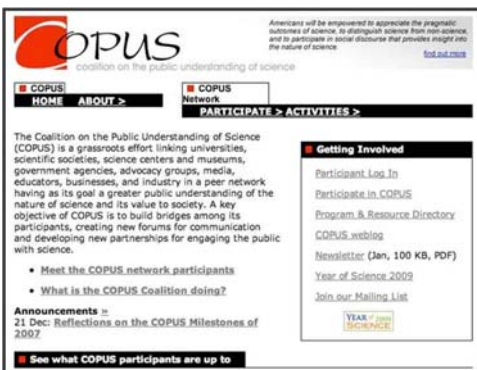 COPUS
coalition on the public understanding of science
Americans will be empowered to appreciate the pragmatic
outcomes of science, to distinguish science from non-science,
and to participate in social discourse that provides insight into
the nature of science.
find out more
COPUS
HOME ABOUT >
COPUS
Network
PARTICIPATE > ACTIVITIES >
The Coalition on the Public Understanding of Science
(COPUS) is a grassroots effort linking universities,
scientific societies, science centers and museums,
government agencies, advocacy groups, media,
educators, businesses, and industry in a peer network
having as its goal a greater public understanding of the
nature of science and its value to society. A key
objective of COPUS is to build bridges among its
participants, creating new forums for communication
and developing new partnerships for engaging the public
with science.
• Meet the COPUS network participants
• What is the COPUS Coalition doing?
Announcements »
21 Dec: Reflections on the COPUS Milestones of
2007
See what COPUS participants are up to
Getting Involved
Participant Log In
Participate in COPUS
Program & Resource Directory
COPUS weblog
Newsletter (Jan, 100 KB, PDF)
Year of Science 2009
Join our Mailing List
YEAR of 2009
SCIENCE